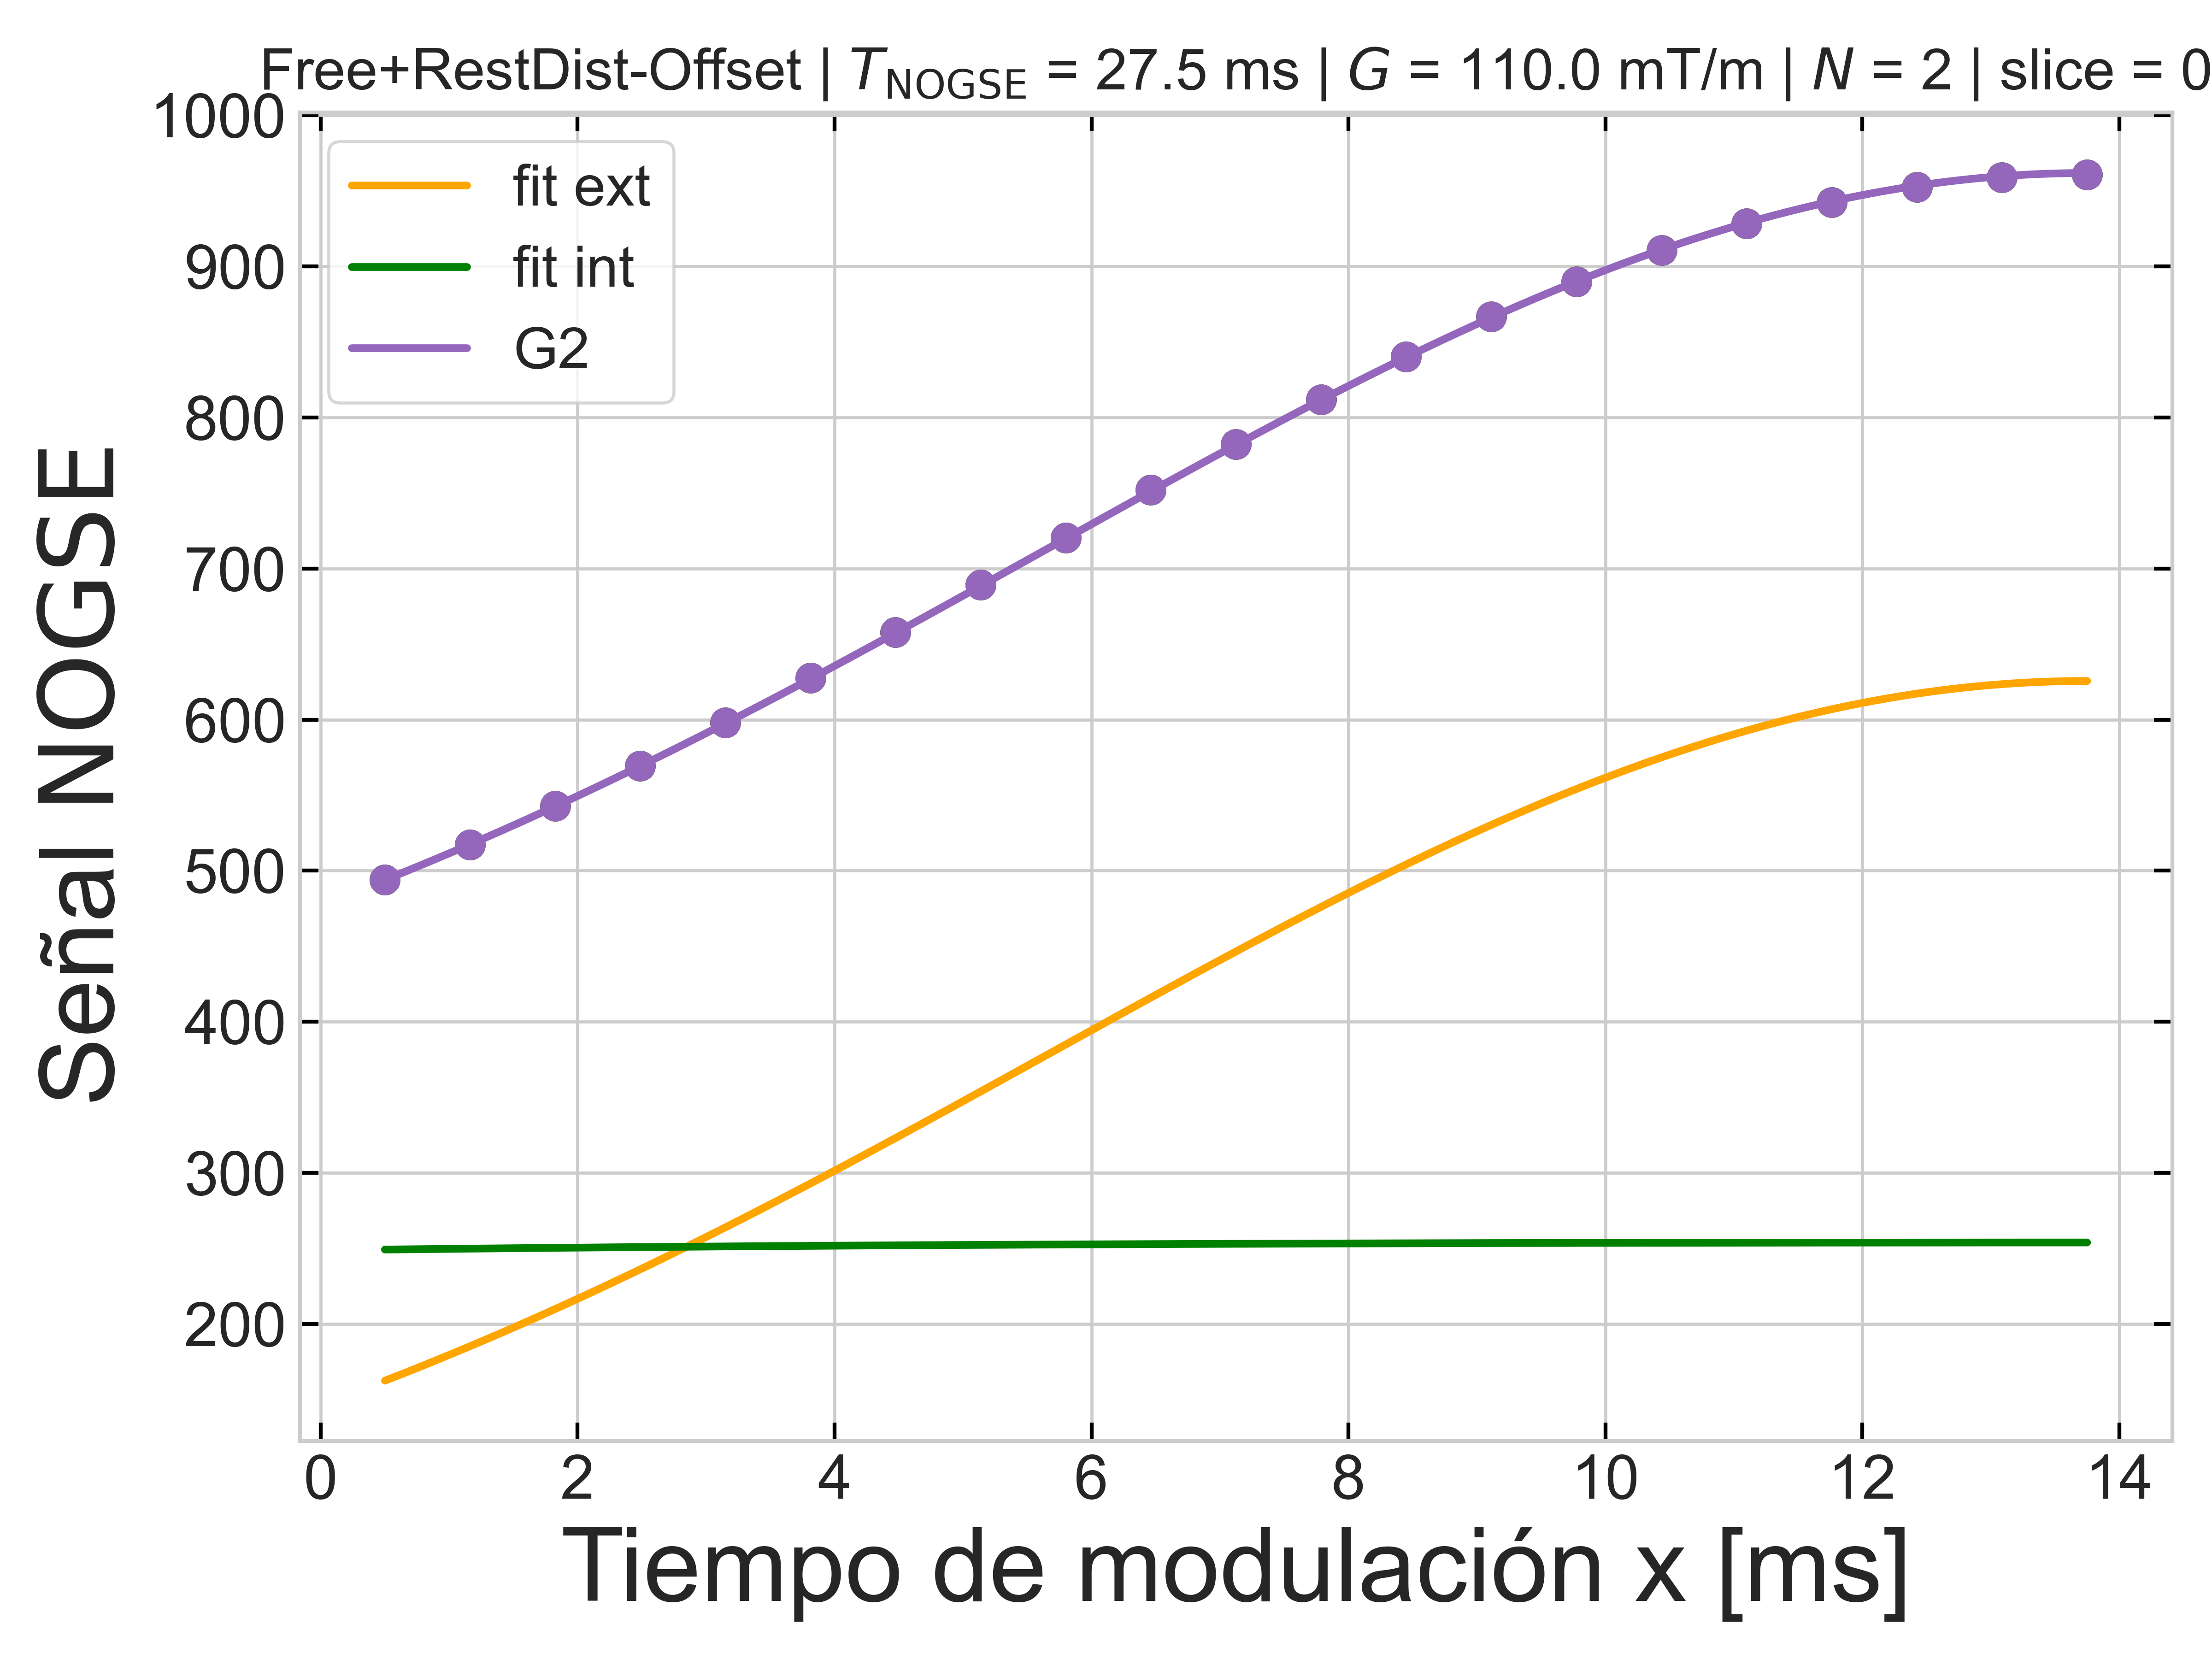 Free+RestDist-Offset | T_NOGSE = 27.5 ms | G = 110.0 mT/m | N = 2 | slice = 0
1000
900
800
700
600
500
400
300
200
fit ext
fit int
G2
Señal NOGSE
0 2 4 6 8 10 12 14
Tiempo de modulación x [ms]